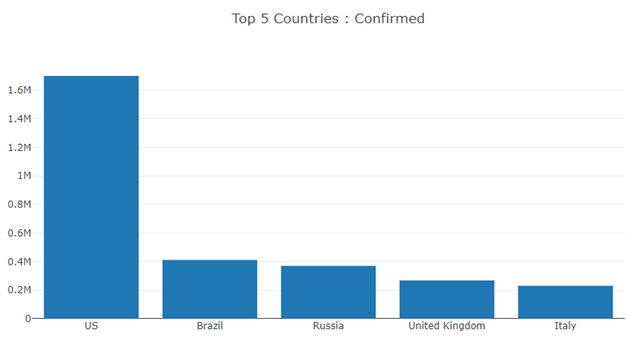 Top 5 Countries : Confirmed
1.6M
1.4M
1.2M
1M
0.8M
0.6M
0.4M
0.2M
0
US Brazil Russia United Kingdom Italy